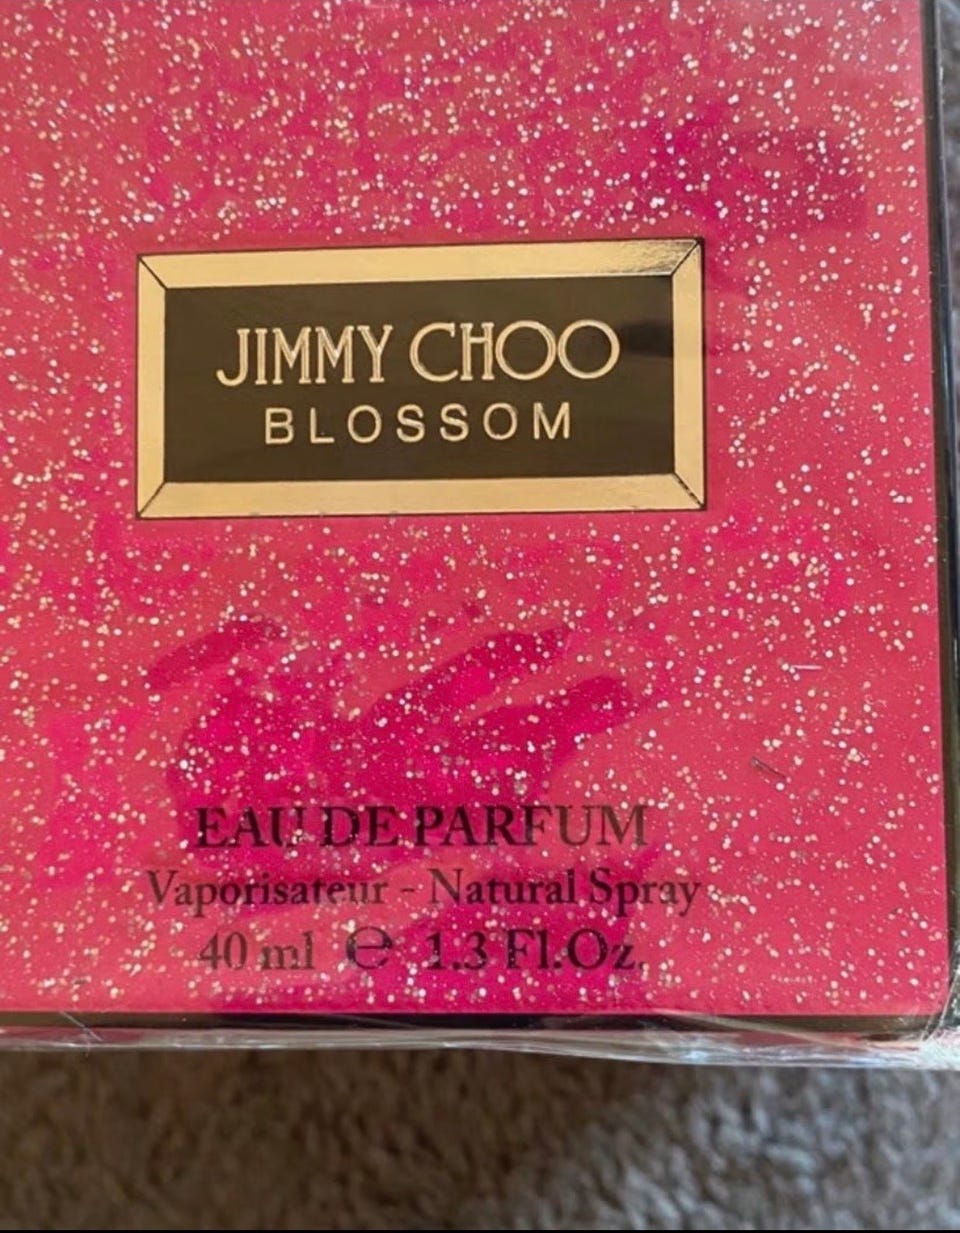 JIMMY CHOO
BLOSSOM
EAU DE PARFUM
Vaporisateur - Natural Spray
40 ml ℮ 1.3 Fl.Oz.